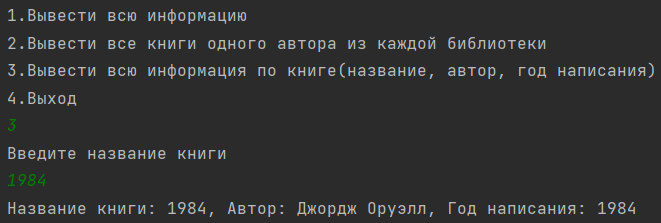 1.Вывести всю информацию
2.Вывести все книги одного автора из каждой библиотеки
3.Вывести всю информация по книге(название, автор, год написания)
4.Выход
3
Введите название книги
1984
Название книги: 1984, Автор: Джордж Оруэлл, Год написания: 1984